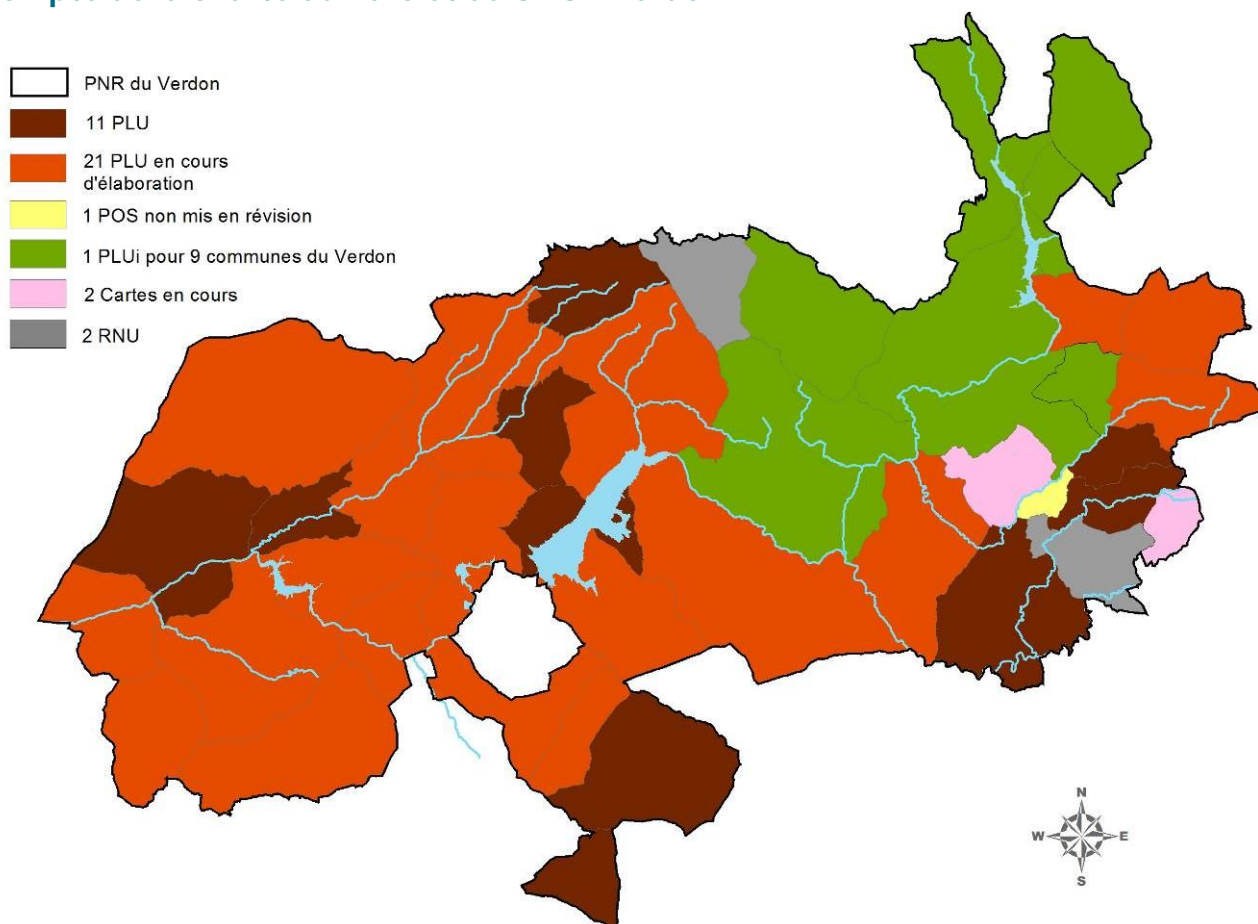 PNR du Verdon
11 PLU
21 PLU en cours
d'élaboration
1 POS non mis en révision
1 PLUi pour 9 communes du Verdon
2 Cartes en cours
2 RNU
N
W E
S